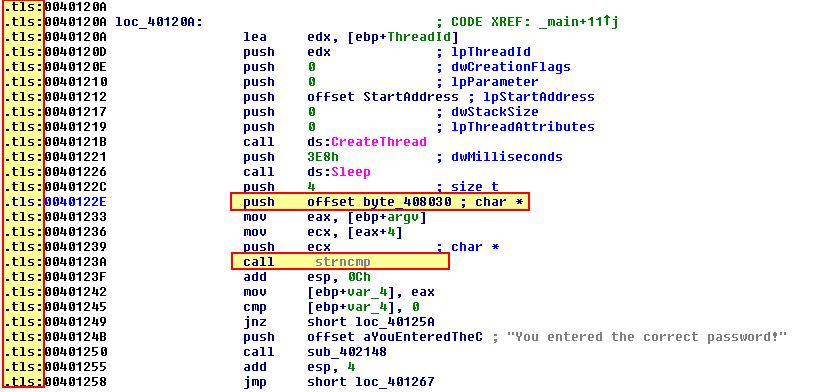 .tls:0040120A
.tls:0040120A loc_40120A: ; CODE XREF: _main+11↑j
.tls:0040120A lea edx, [ebp+ThreadId]
.tls:0040120D push edx ; lpThreadId
.tls:0040120E push 0 ; dwCreationFlags
.tls:00401210 push 0 ; lpParameter
.tls:00401212 push offset StartAddress ; lpStartAddress
.tls:00401217 push 0 ; dwStackSize
.tls:00401219 push 0 ; lpThreadAttributes
.tls:0040121B call ds:CreateThread
.tls:00401221 push 3E8h ; dwMilliseconds
.tls:00401226 call ds:Sleep
.tls:0040122C push 4 ; size_t
.tls:0040122E push offset byte_408030 ; char *
.tls:00401233 mov eax, [ebp+argv]
.tls:00401236 mov ecx, [eax+4]
.tls:00401239 push ecx ; char *
.tls:0040123A call _strncmp
.tls:0040123F add esp, 0Ch
.tls:00401242 mov [ebp+var_4], eax
.tls:00401245 cmp [ebp+var_4], 0
.tls:00401249 jnz short loc_40125A
.tls:0040124B push offset aYouEnteredTheC ; "You entered the correct password!"
.tls:00401250 call sub_402148
.tls:00401255 add esp, 4
.tls:00401258 jmp short loc_401267